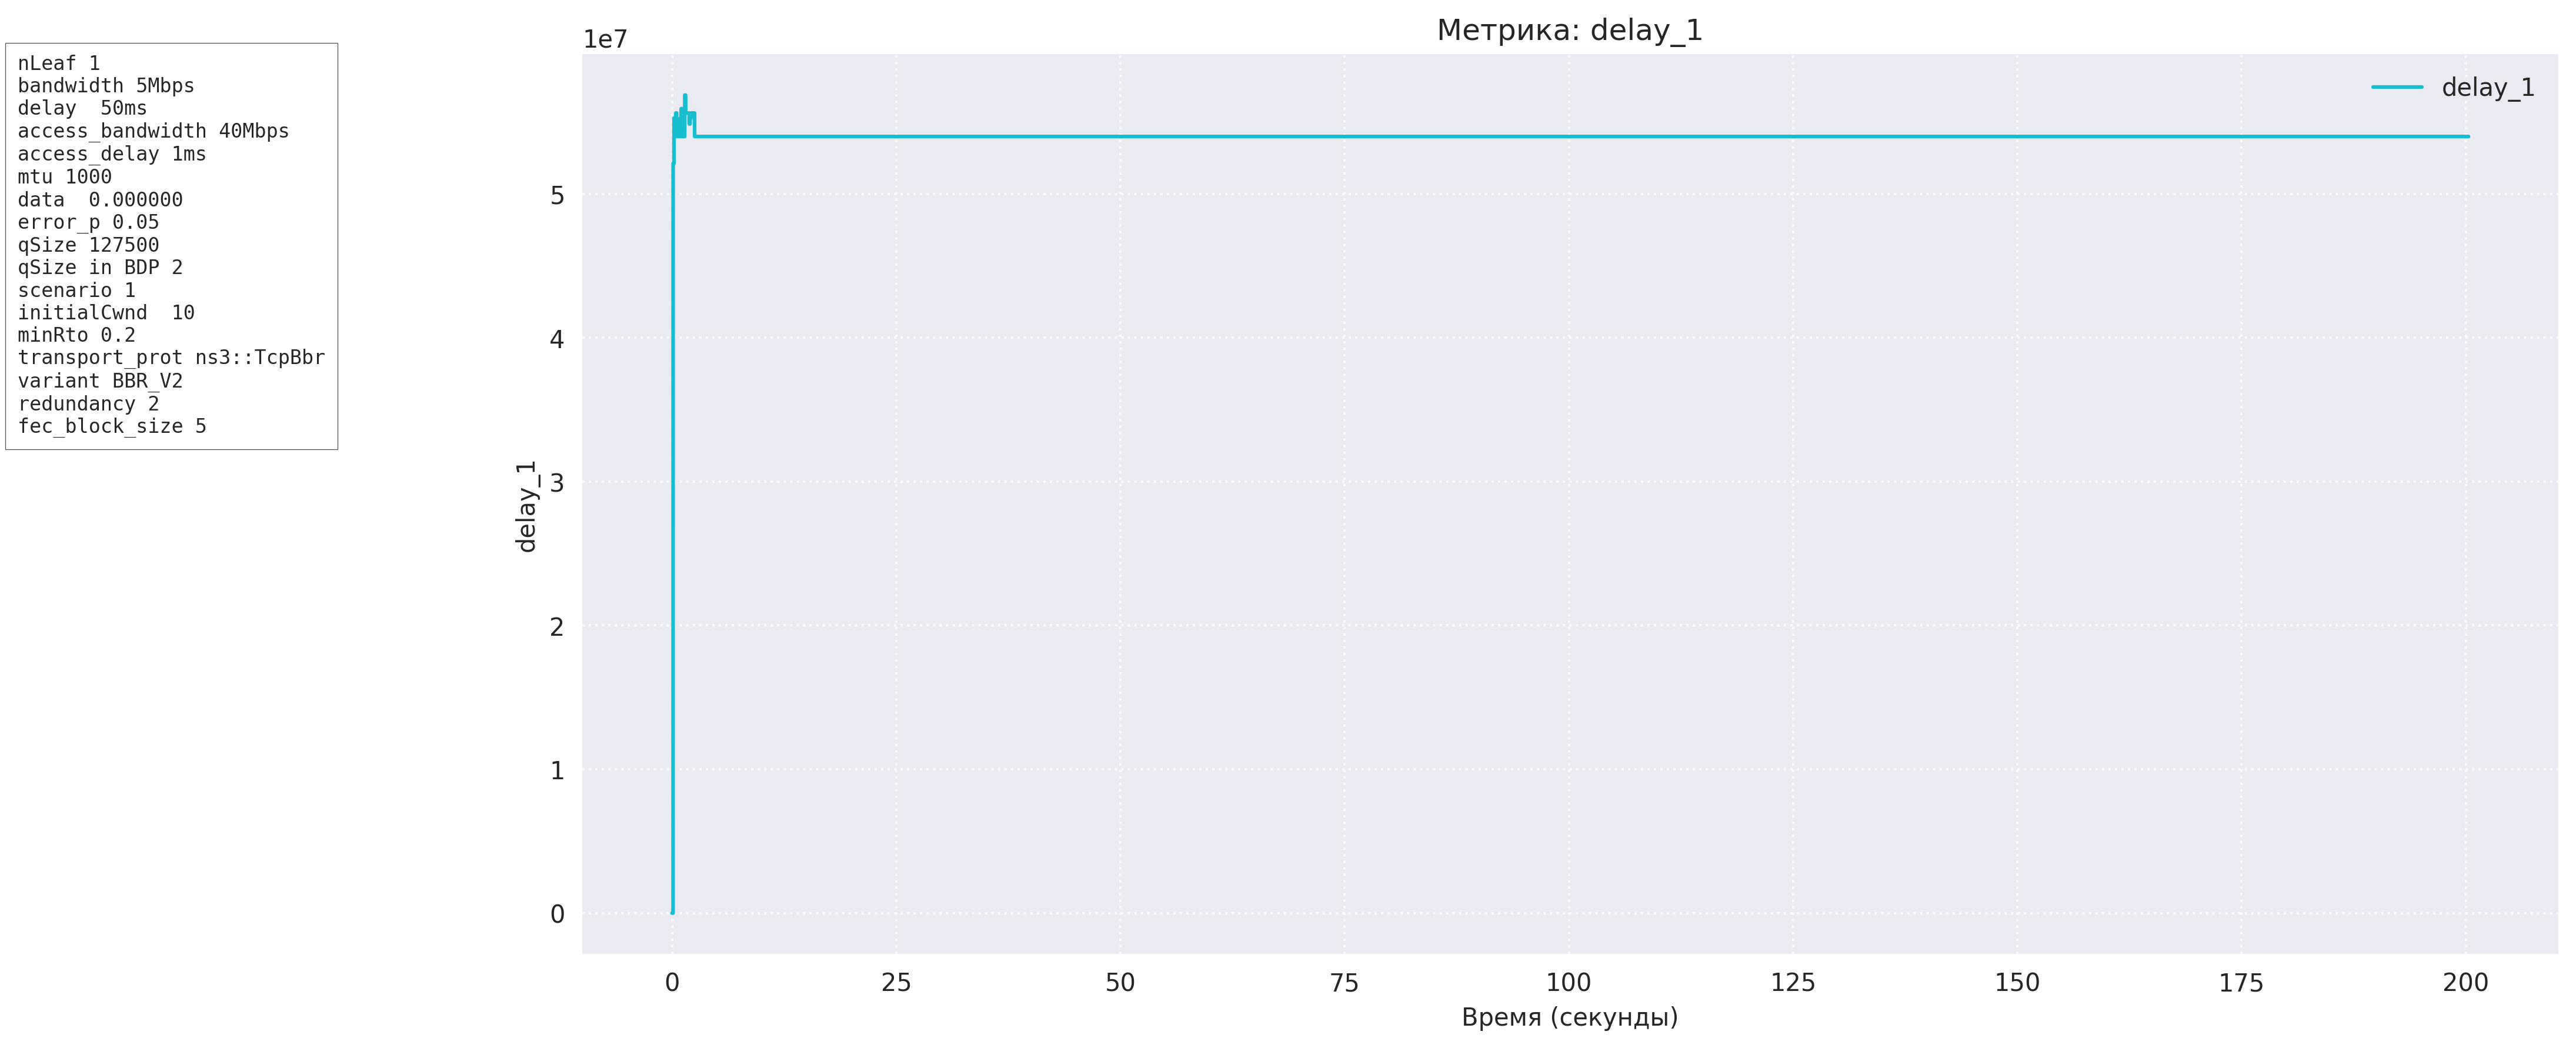 nLeaf 1
bandwidth 5Mbps
delay  50ms
access_bandwidth 40Mbps
access_delay 1ms
mtu 1000
data  0.000000
error_p 0.05
qSize 127500
qSize in BDP 2
scenario 1
initialCwnd  10
minRto 0.2
transport_prot ns3::TcpBbr
variant BBR_V2
redundancy 2
fec_block_size 5
Метрика: delay_1
1e7
delay_1
5
4
3
2
1
0
delay_1
0 25 50 75 100 125 150 175 200
Время (секунды)